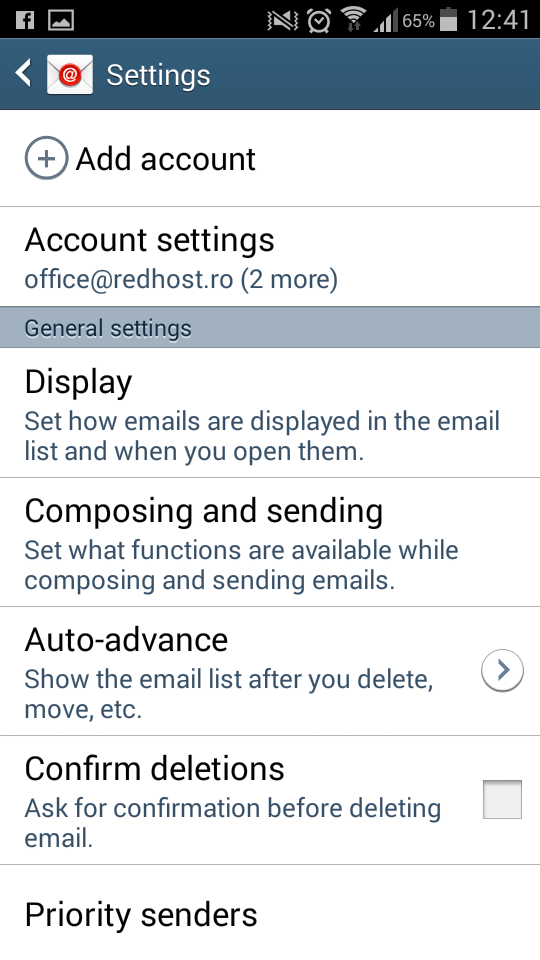 65% 12:41
@ Settings
Add account
Account settings
office@redhost.ro (2 more)
General settings
Display
Set how emails are displayed in the email
list and when you open them.
Composing and sending
Set what functions are available while
composing and sending emails.
Auto-advance
Show the email list after you delete,
move, etc.
Confirm deletions
Ask for confirmation before deleting
email.
Priority senders